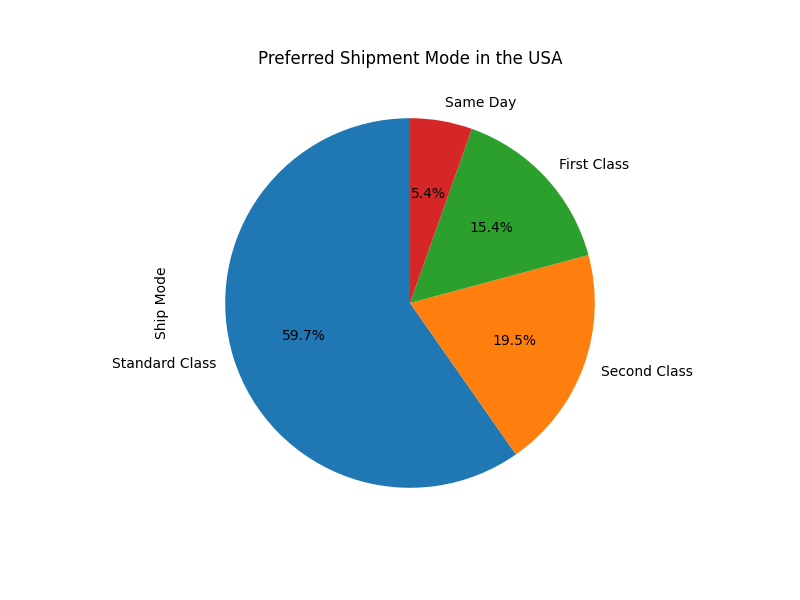 Preferred Shipment Mode in the USA
Same Day
First Class
5.4%
15.4%
Ship Mode
59.7%
19.5%
Standard Class
Second Class